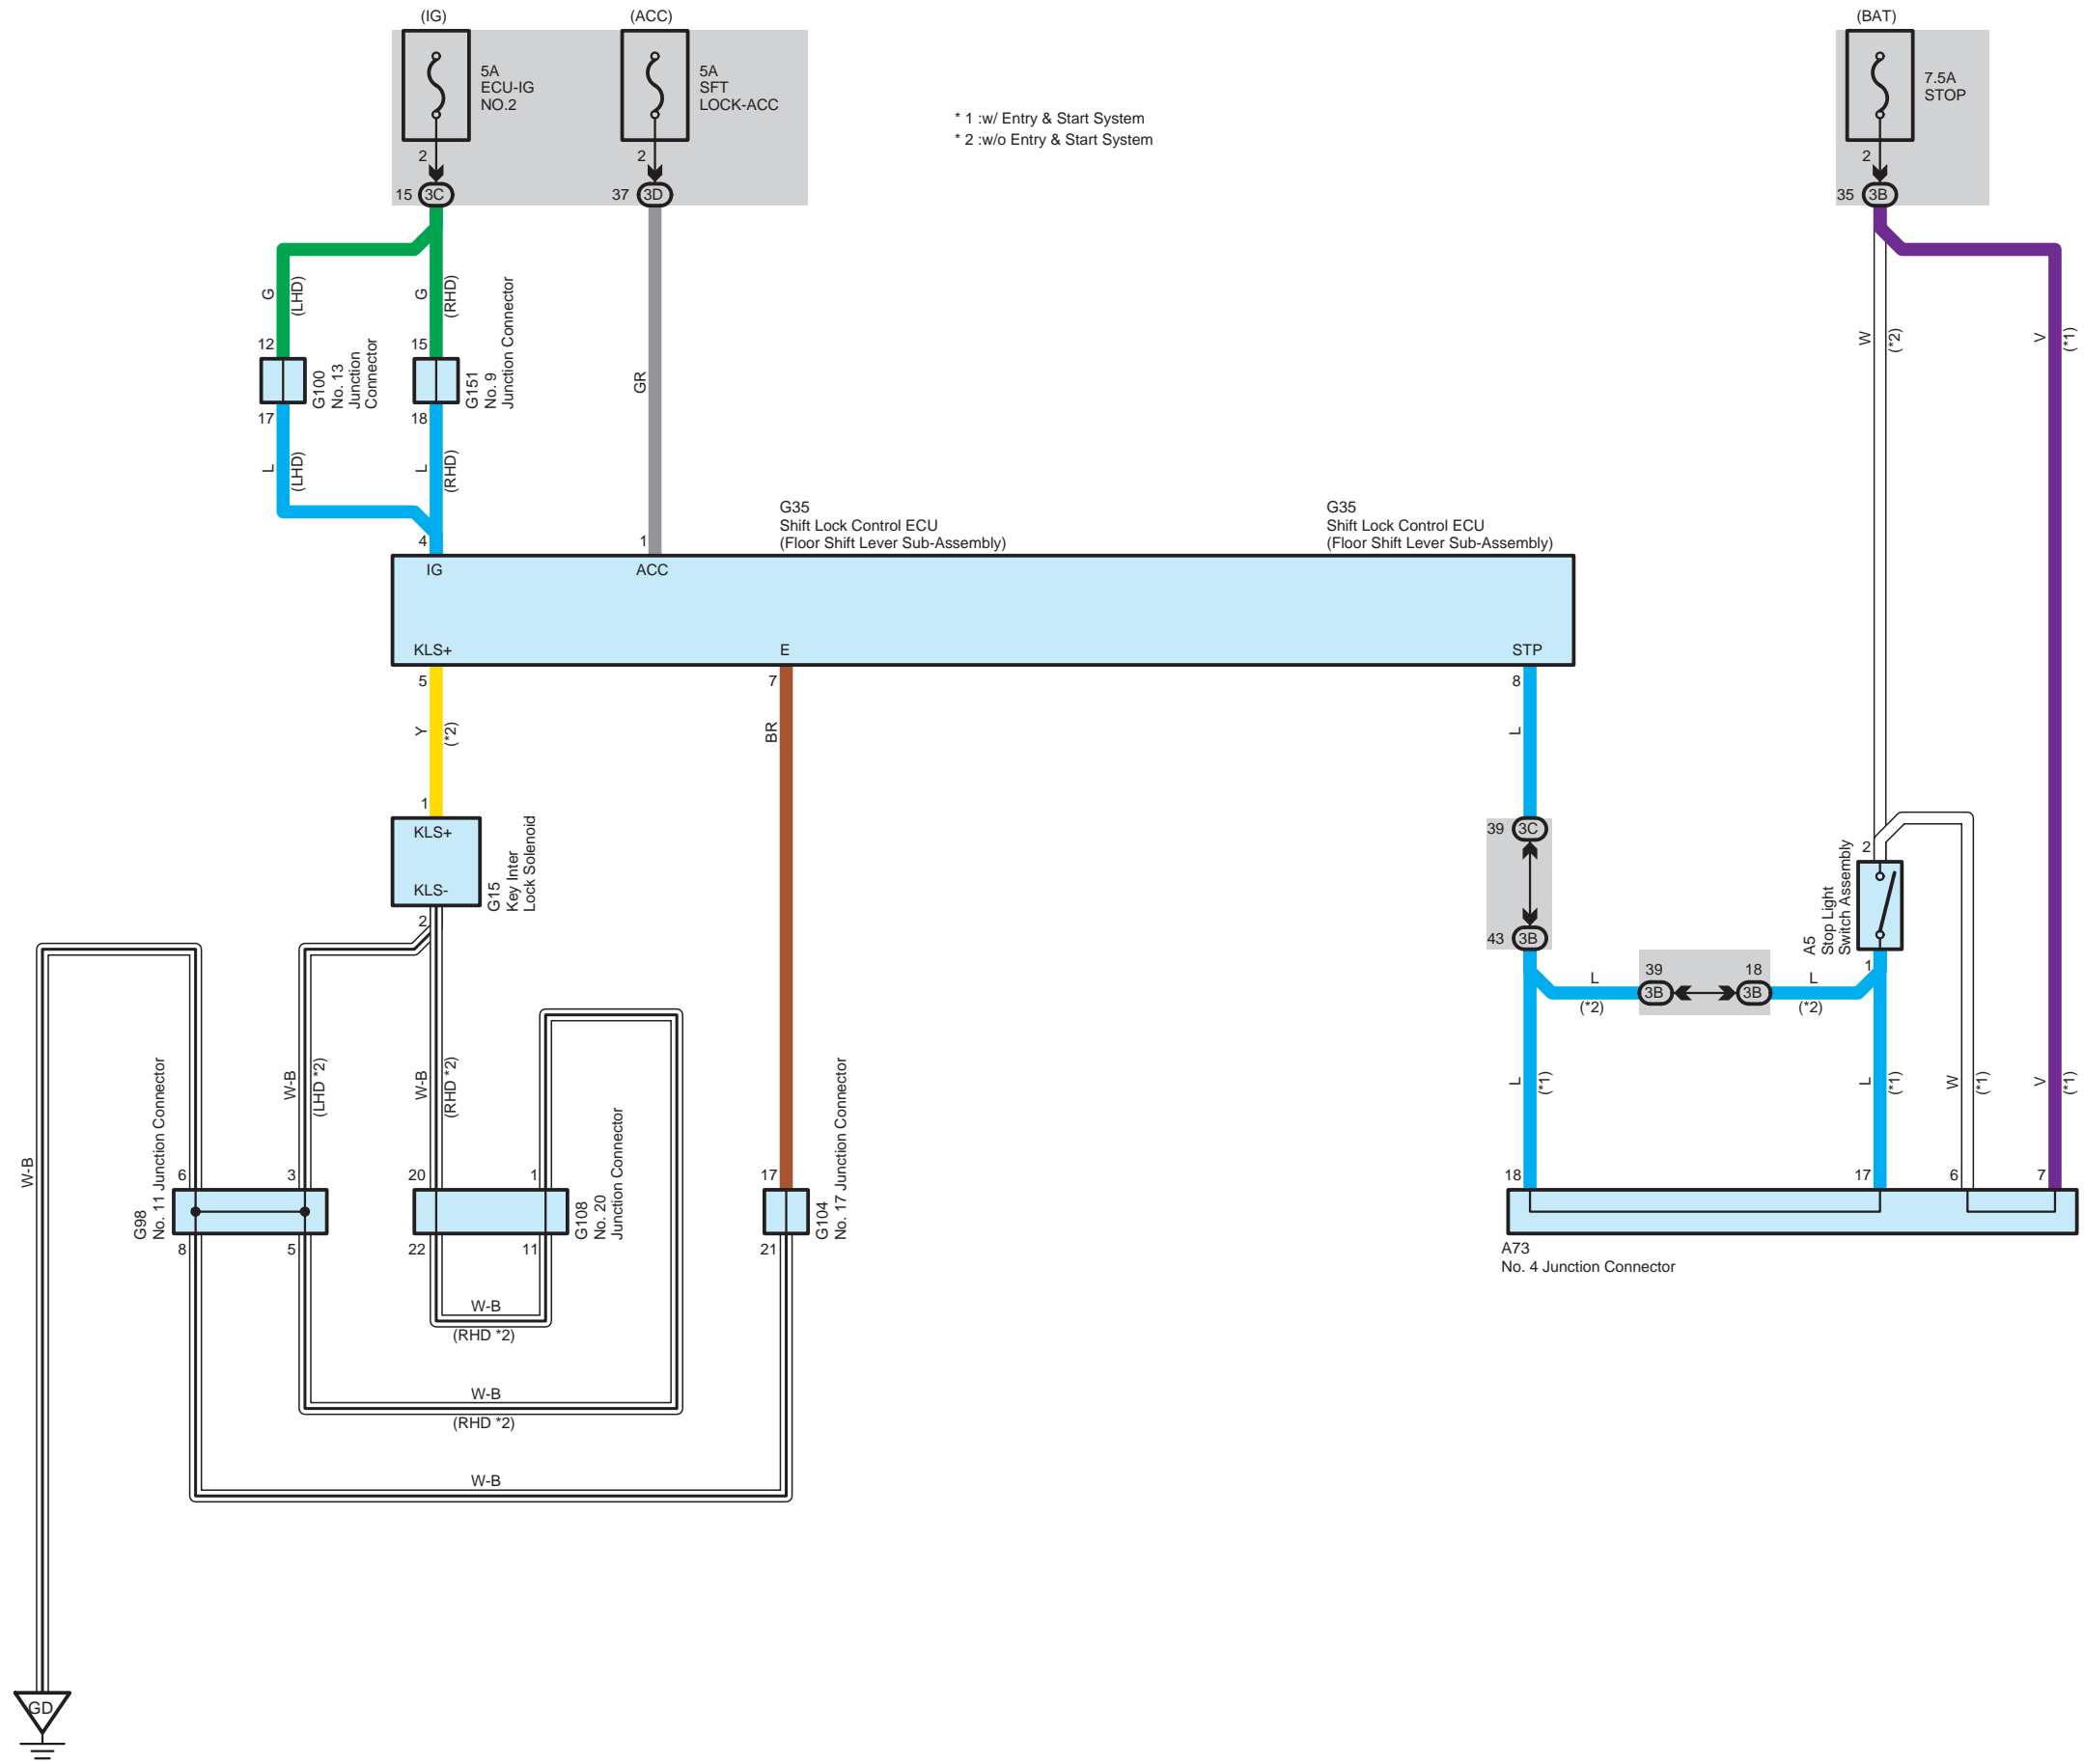 (IG)
(ACC)
(BAT)
5A
ECU-IG
NO.2
5A
SFT
LOCK-ACC
7.5A
STOP
* 1 :w/ Entry & Start System
* 2 :w/o Entry & Start System
2
2
2
15
3C
37
3D
35
3B
G
(LHD)
G
(RHD)
GR
W
(*2)
V
(*1)
12
15
G100
No. 13
Junction
Connector
G151
No. 9
Junction Connector
17
18
L
(LHD)
L
(RHD)
G35
Shift Lock Control ECU
(Floor Shift Lever Sub-Assembly)
G35
Shift Lock Control ECU
(Floor Shift Lever Sub-Assembly)
4
1
IG
ACC
KLS+
E
STP
5
7
8
Y
(*2)
BR
L
1
KLS+
KLS-
G15
Key Inter
Lock Solenoid
2
39
3C
43
3B
2
A5
Stop Light
Switch Assembly
1
L
(*2)
39
3B
18
3B
L
(*2)
W-B
W-B
(LHD *2)
W-B
(RHD *2)
L
(*1)
L
(*1)
W
(*1)
V
(*1)
G98
No. 11 Junction Connector
6
3
20
1
G108
No. 20
Junction Connector
17
G104
No. 17 Junction Connector
18
17
6
7
8
5
22
11
21
A73
No. 4 Junction Connector
W-B
(RHD *2)
W-B
(RHD *2)
W-B
GD